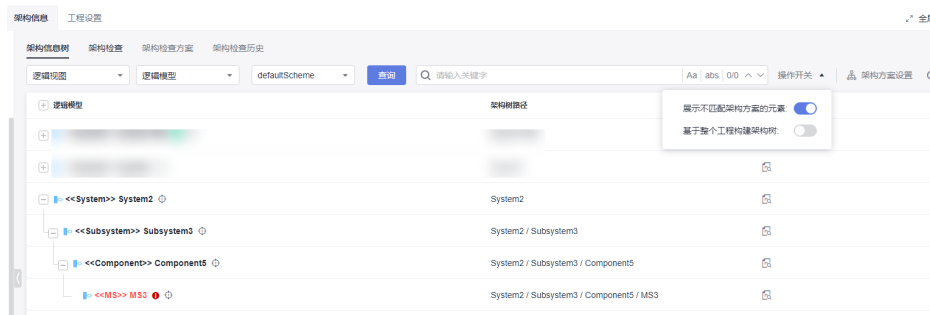 架构信息 工程设置 全屏
架构信息树 架构检查 架构检查方案 架构检查历史
逻辑视图 逻辑模型 defaultScheme 查询 请输入关键字 Aa abs 0/0 操作开关 架构方案设置
逻辑模型 架构树路径
展示不匹配架构方案的元素:
基于整个工程构建架构树:
<<System>> System2 System2
<<Subsystem>> Subsystem3 System2 / Subsystem3
<<Component>> Component5 System2 / Subsystem3 / Component5
<<MS>> MS3 System2 / Subsystem3 / Component5 / MS3